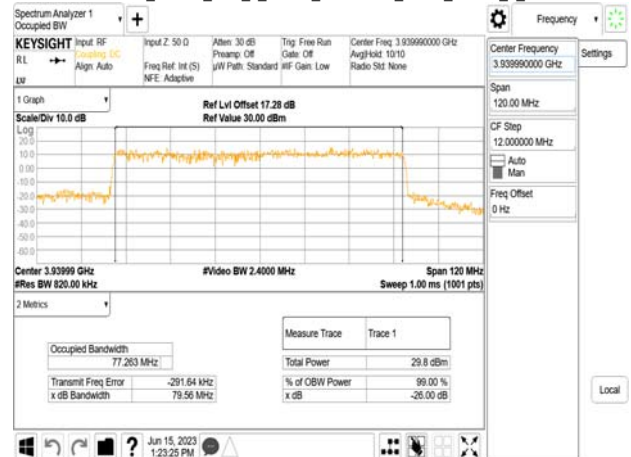 Spectrum Analyzer 1
Occupied BW
Frequency
KEYSIGHT
Input: RF
Coupling: DC
Align: Auto
Input Z: 50 Ω
Freq Ref: Int (S)
NFE: Adaptive
Atten: 30 dB
Preamp: Off
µW Path: Standard
Trig: Free Run
Gate: Off
#IF Gain: Low
Center Freq: 3.939990000 GHz
Avg|Hold: 10/10
Radio Std: None
RL
LU
Center Frequency
3.939990000 GHz
Settings
Span
120.00 MHz
CF Step
12.000000 MHz
Auto
Man
Freq Offset
0 Hz
Local
1 Graph
Scale/Div 10.0 dB
Ref Lvl Offset 17.28 dB
Ref Value 30.00 dBm
Log
20.0
10.0
0.00
-10.0
-20.0
-30.0
-40.0
-50.0
-60.0
Center 3.93999 GHz
#Video BW 2.4000 MHz
Span 120 MHz
#Res BW 820.00 kHz
Sweep 1.00 ms (1001 pts)
2 Metrics
Measure Trace Trace 1
Occupied Bandwidth
77.263 MHz
Total Power 29.8 dBm
Transmit Freq Error -291.64 kHz
% of OBW Power 99.00 %
x dB Bandwidth 79.56 MHz
x dB -26.00 dB
?
Jun 15, 2023
1:23:25 PM